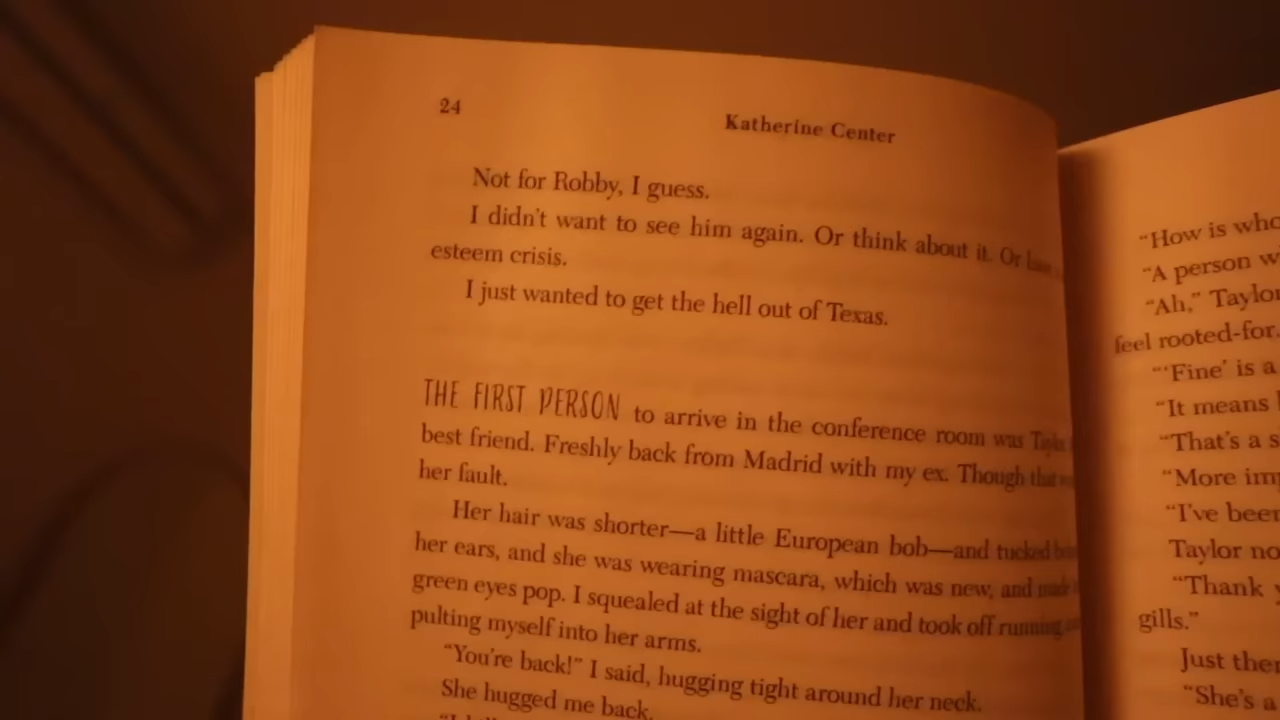 24
Katherine Center
Not for Robby, I guess.
I didn't want to see him again. Or think about it. Or
esteem crisis.
I just wanted to get the hell out of Texas.
THE FIRST PERSON to arrive in the conference room was
best friend. Freshly back from Madrid with my ex. Though that
her fault.
Her hair was shorter—a little European bob—and tucked
her ears, and she was wearing mascara, which was new, and made
green eyes pop. I squealed at the sight of her and took off running
pulting myself into her arms.
"You're back!" I said, hugging tight around her neck.
She hugged me back.
"How is who
"A person
"Ah," Taylor
feel rooted-for.
"'Fine' is a
"It means
"That's a
"More
"I've been
Taylor
"Thank
gills."
Just
"She's a